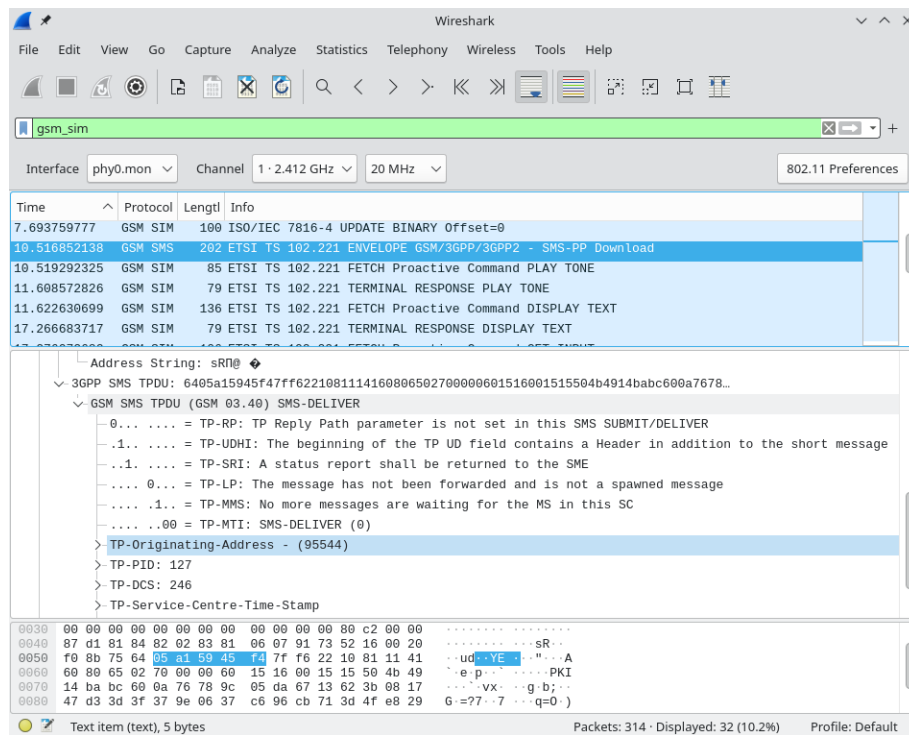 Wireshark
File Edit View Go Capture Analyze Statistics Telephony Wireless Tools Help
gsm_sim
Interface phy0.mon Channel 1 · 2.412 GHz 20 MHz 802.11 Preferences
Time Protocol Lengtl Info
7.693759777 GSM SIM 100 ISO/IEC 7816-4 UPDATE BINARY Offset=0
10.516852138 GSM SMS 202 ETSI TS 102.221 ENVELOPE GSM/3GPP/3GPP2 - SMS-PP Download
10.519292325 GSM SIM 85 ETSI TS 102.221 FETCH Proactive Command PLAY TONE
11.608572826 GSM SIM 79 ETSI TS 102.221 TERMINAL RESPONSE PLAY TONE
11.622630699 GSM SIM 136 ETSI TS 102.221 FETCH Proactive Command DISPLAY TEXT
17.266683717 GSM SIM 79 ETSI TS 102.221 TERMINAL RESPONSE DISPLAY TEXT
Address String: sRП@ �
3GPP SMS TPDU: 6405a15945f47ff62210811141608065027000000601516001515504b4914babc600a7678…
GSM SMS TPDU (GSM 03.40) SMS-DELIVER
0... .... = TP-RP: TP Reply Path parameter is not set in this SMS SUBMIT/DELIVER
.1.. .... = TP-UDHI: The beginning of the TP UD field contains a Header in addition to the short message
..1. .... = TP-SRI: A status report shall be returned to the SME
.... 0... = TP-LP: The message has not been forwarded and is not a spawned message
.... .1.. = TP-MMS: No more messages are waiting for the MS in this SC
.... ..00 = TP-MTI: SMS-DELIVER (0)
TP-Originating-Address - (95544)
TP-PID: 127
TP-DCS: 246
TP-Service-Centre-Time-Stamp
0030 00 00 00 00 00 00 00 00 00 00 00 00 80 c2 00 00 ········ ········
0040 87 d1 81 84 82 02 83 81 06 07 91 73 52 16 00 20 ········ ···sR··
0050 f0 8b 75 64 05 a1 59 45 f4 7f f6 22 10 81 11 41 ··ud··YE ···"···A
0060 60 80 65 02 70 00 00 60 15 16 00 15 15 50 4b 49 `·e·p··` ·····PKI
0070 14 ba bc 60 0a 76 78 9c 05 da 67 13 62 3b 08 17 ···`·vx· ··g·b;··
0080 47 d3 3d 3f 37 9e 06 37 c6 96 cb 71 3d 4f e8 29 G·=?7··7 ···q=O·)
Text item (text), 5 bytes Packets: 314 · Displayed: 32 (10.2%) Profile: Default